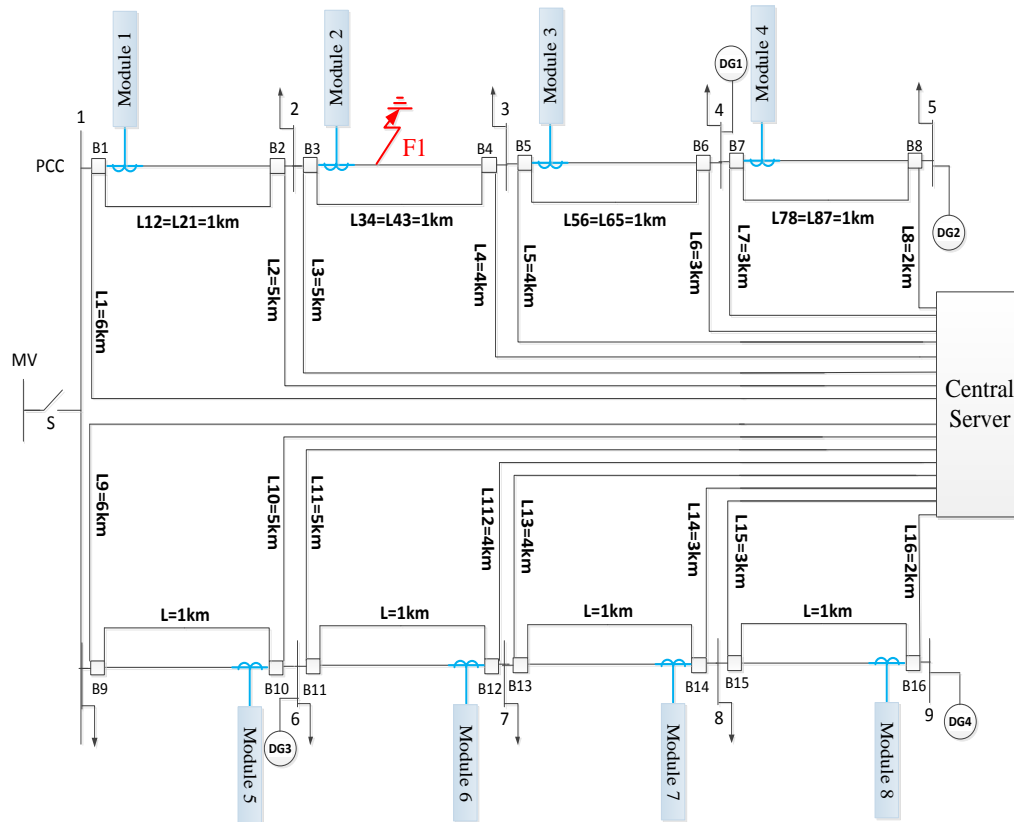 Module 1
Module 2
Module 3
Module 4
DG1
1
2
3
4
5
PCC
B1
B2
B3
F1
B4
B5
B6
B7
B8
L12=L21=1km
L34=L43=1km
L56=L65=1km
L78=L87=1km
DG2
L1=6km
L2=5km
L3=5km
L4=4km
L5=4km
L6=3km
L7=3km
L8=2km
MV
S
Central
Server
L9=6km
L10=5km
L11=5km
L112=4km
L13=4km
L14=3km
L15=3km
L16=2km
L=1km
L=1km
L=1km
L=1km
B9
B10
B11
B12
B13
B14
B15
B16
6
7
8
9
DG3
DG4
Module 5
Module 6
Module 7
Module 8